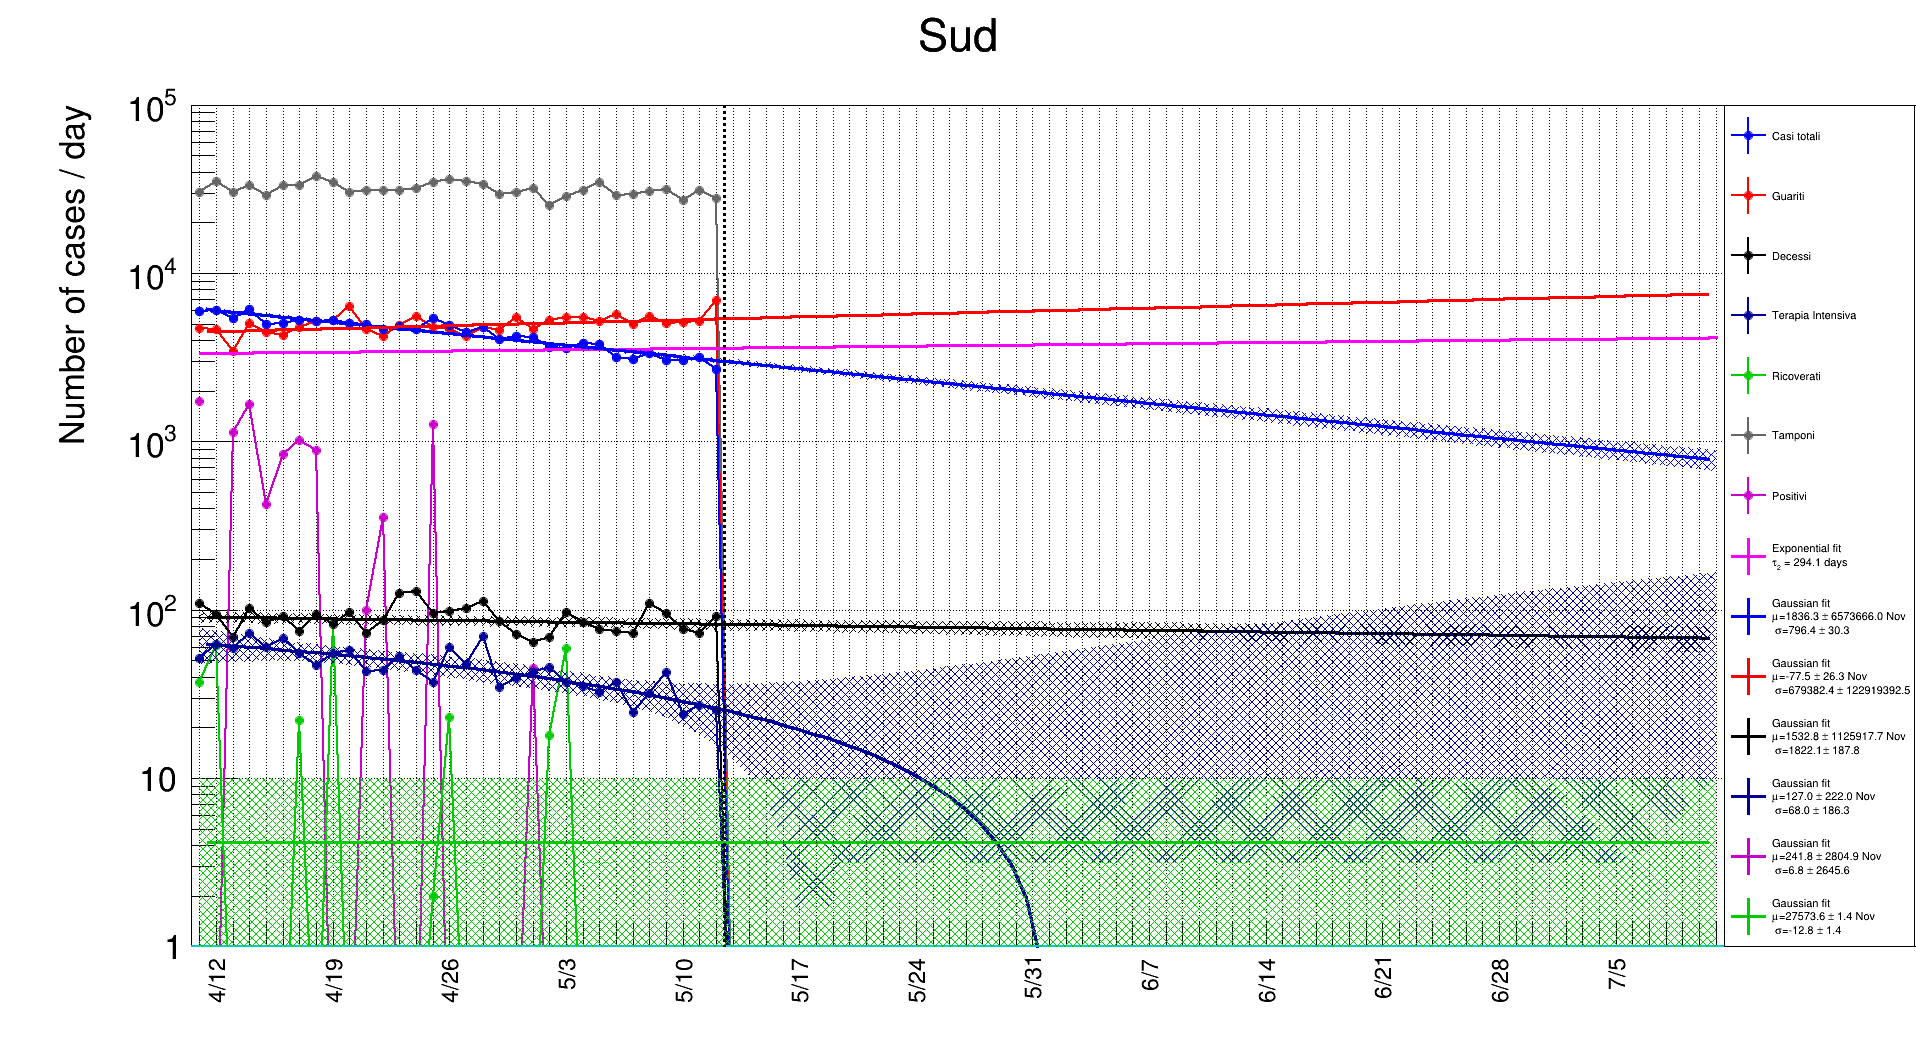 Sud
Number of cases / day
10^5
10^4
10^3
10^2
10
1
4/12
4/19
4/26
5/3
5/10
5/17
5/24
5/31
6/7
6/14
6/21
6/28
7/5
Casi totali
Guariti
Decessi
Terapia Intensiva
Ricoverati
Tamponi
Positivi
Exponential fit
τ₂ = 294.1 days
Gaussian fit
μ=1836.3 ± 6573666.0 Nov
σ=796.4 ± 30.3
Gaussian fit
μ=-77.5 ± 26.3 Nov
σ=679382.4 ± 122919392.5
Gaussian fit
μ=1532.8 ± 1125917.7 Nov
σ=1822.1 ± 187.8
Gaussian fit
μ=127.0 ± 222.0 Nov
σ=68.0 ± 186.3
Gaussian fit
μ=241.8 ± 2804.9 Nov
σ=6.8 ± 2645.6
Gaussian fit
μ=27573.6 ± 1.4 Nov
σ=-12.8 ± 1.4